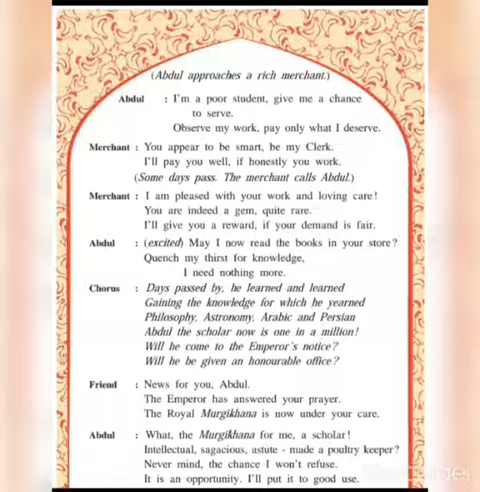 (Abdul approaches a rich merchant.)
Abdul : I'm a poor student, give me a chance
to serve.
Observe my work, pay only what I deserve.
Merchant : You appear to be smart, be my Clerk.
I'll pay you well, if honestly you work.
(Some days pass. The merchant calls Abdul.)
Merchant : I am pleased with your work and loving care!
You are indeed a gem, quite rare.
I'll give you a reward, if your demand is fair.
Abdul : (excited) May I now read the books in your store?
Quench my thirst for knowledge,
I need nothing more.
Chorus : Days passed by, he learned and learned
Gaining the knowledge for which he yearned
Philosophy, Astronomy, Arabic and Persian
Abdul the scholar now is one in a million!
Will he come to the Emperor's notice?
Will he be given an honourable office?
Friend : News for you, Abdul.
The Emperor has answered your prayer.
The Royal Murgikhana is now under your care.
Abdul : What, the Murgikhana for me, a scholar!
Intellectual, sagacious, astute - made a poultry keeper?
Never mind, the chance I won't refuse.
It is an opportunity. I'll put it to good use.